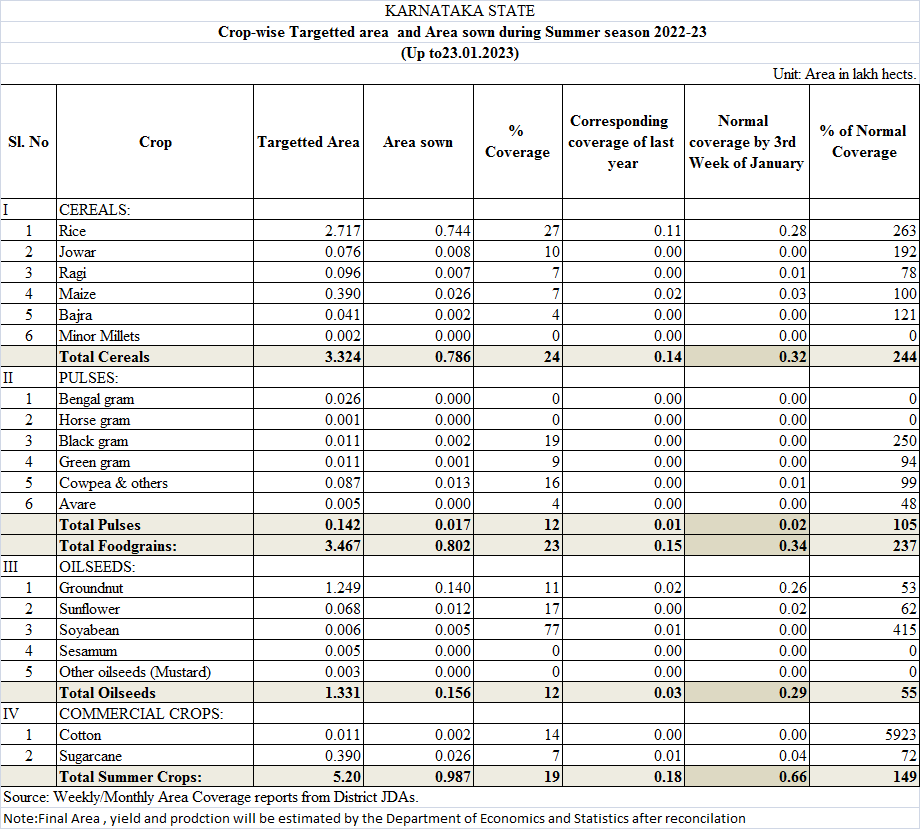 KARNATAKA STATE
Crop-wise Targetted area and Area sown during Summer season 2022-23
(Up to23.01.2023)
Unit: Area in lakh hects.
Sl. No Crop Targetted Area Area sown % Coverage Corresponding coverage of last year Normal coverage by 3rd Week of January % of Normal Coverage
I CEREALS:
1 Rice 2.717 0.744 27 0.11 0.28 263
2 Jowar 0.076 0.008 10 0.00 0.00 192
3 Ragi 0.096 0.007 7 0.00 0.01 78
4 Maize 0.390 0.026 7 0.02 0.03 100
5 Bajra 0.041 0.002 4 0.00 0.00 121
6 Minor Millets 0.002 0.000 0 0.00 0.00 0
Total Cereals 3.324 0.786 24 0.14 0.32 244
II PULSES:
1 Bengal gram 0.026 0.000 0 0.00 0.00 0
2 Horse gram 0.001 0.000 0 0.00 0.00 0
3 Black gram 0.011 0.002 19 0.00 0.00 250
4 Green gram 0.011 0.001 9 0.00 0.00 94
5 Cowpea & others 0.087 0.013 16 0.00 0.01 99
6 Avare 0.005 0.000 4 0.00 0.00 48
Total Pulses 0.142 0.017 12 0.01 0.02 105
Total Foodgrains: 3.467 0.802 23 0.15 0.34 237
III OILSEEDS:
1 Groundnut 1.249 0.140 11 0.02 0.26 53
2 Sunflower 0.068 0.012 17 0.00 0.02 62
3 Soyabean 0.006 0.005 77 0.01 0.00 415
4 Sesamum 0.005 0.000 0 0.00 0.00 0
5 Other oilseeds (Mustard) 0.003 0.000 0 0.00 0.00 0
Total Oilseeds 1.331 0.156 12 0.03 0.29 55
IV COMMERCIAL CROPS:
1 Cotton 0.011 0.002 14 0.00 0.00 5923
2 Sugarcane 0.390 0.026 7 0.01 0.04 72
Total Summer Crops: 5.20 0.987 19 0.18 0.66 149
Source: Weekly/Monthly Area Coverage reports from District JDAs.
Note:Final Area , yield and prodction will be estimated by the Department of Economics and Statistics after reconcilation